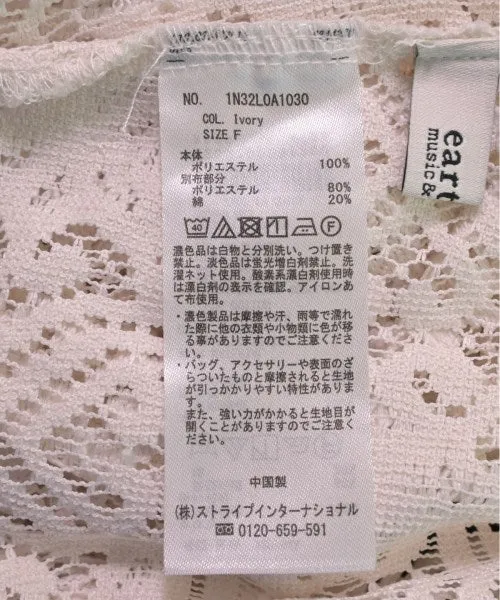 NO. 1N32L0A1030
COL. Ivory
SIZE F
本体
ポリエステル 100%
別布部分
ポリエステル 80%
綿 20%
40
濃色品は白物と分別洗い。つけ置き
禁止。淡色品は蛍光増白剤禁止。洗
濯ネット使用。酸素系漂白剤使用時
は漂白剤の表示を確認。アイロンあ
て布使用。
・濃色製品は摩擦や汗、雨等で濡れ
た際に他の衣類や小物類に色が移
る事がありますのでご注意くださ
い。
・バッグ、アクセサリーや表面のざ
らついたものと摩擦されると生地
が引っかかりやすい特性がありま
す。
また、強い力がかかると生地目が
開くことがありますのでご注意く
ださい。
中国製
(株)ストライプインターナショナル
0120-659-591
eart
music&